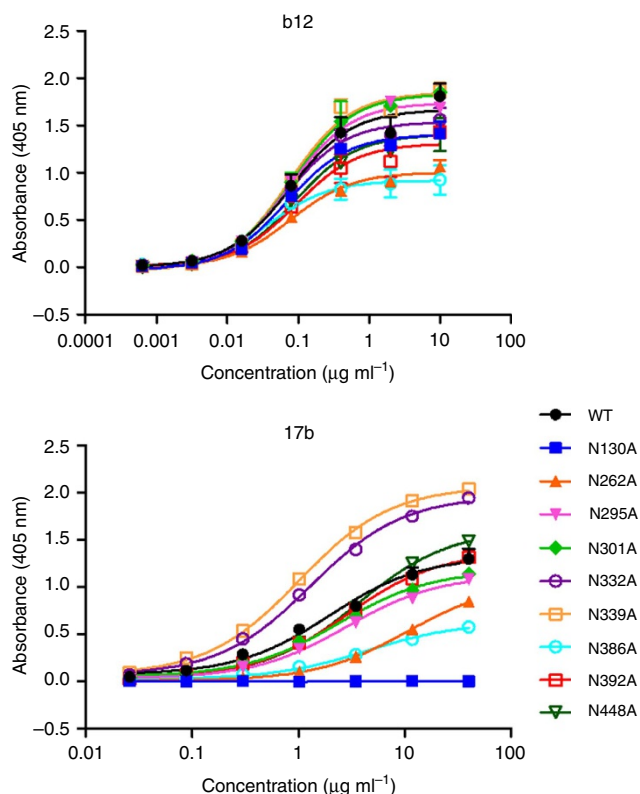 b12
2.5
2.0
1.5
1.0
0.5
0.0
−0.5
Absorbance (405 nm)
0.0001 0.001 0.01 0.1 1 10 100
Concentration (μg ml⁻¹)
17b
2.5
2.0
1.5
1.0
0.5
0.0
−0.5
Absorbance (405 nm)
0.01 0.1 1 10 100
Concentration (μg ml⁻¹)
WT
N130A
N262A
N295A
N301A
N332A
N339A
N386A
N392A
N448A